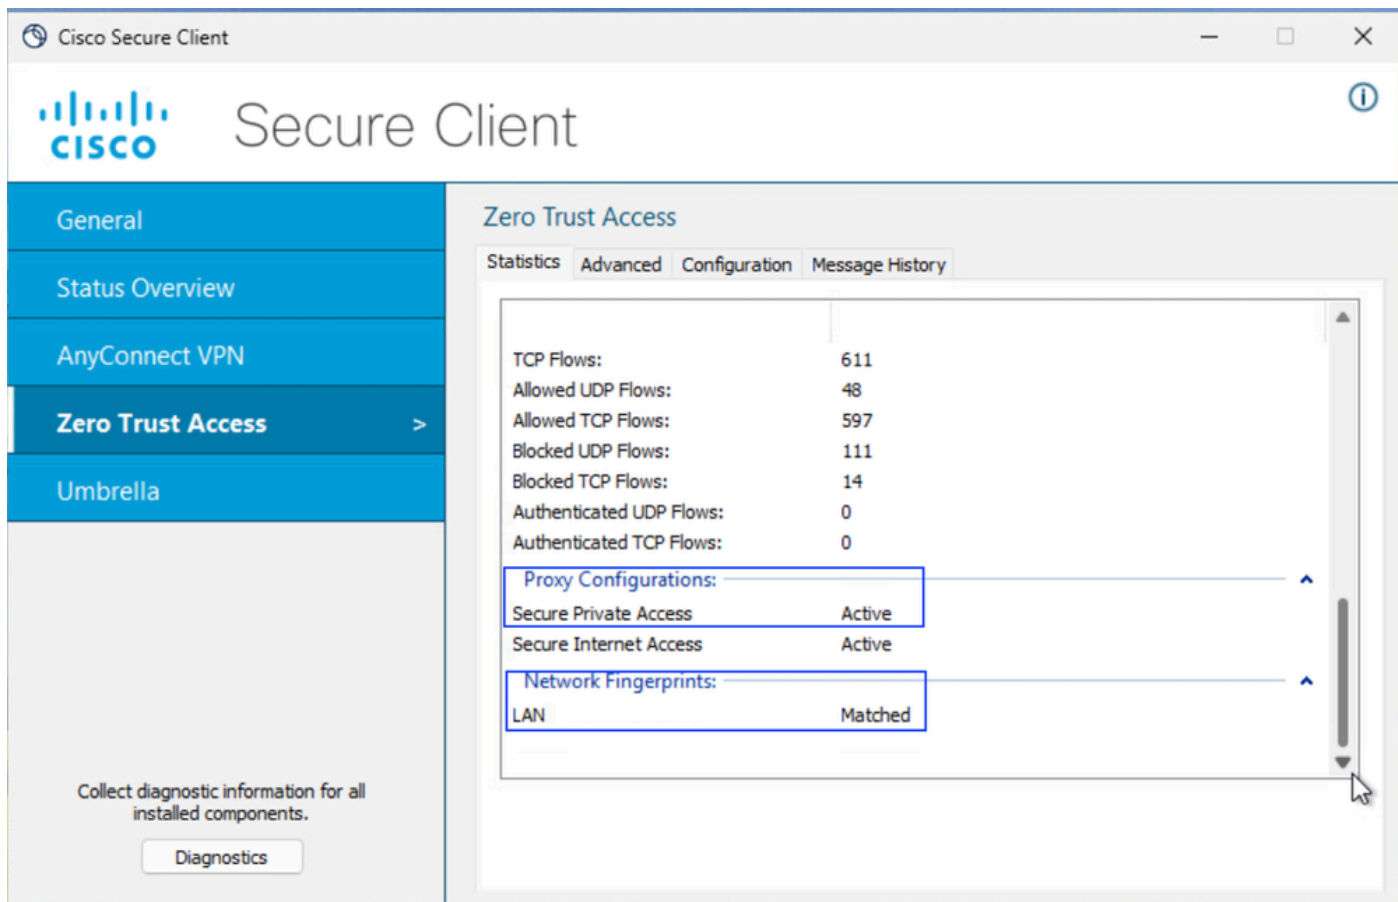 Cisco Secure Client
CISCO
Secure Client
General
Status Overview
AnyConnect VPN
Zero Trust Access >
Umbrella
Collect diagnostic information for all
installed components.
Diagnostics
Zero Trust Access
Statistics Advanced Configuration Message History
TCP Flows: 611
Allowed UDP Flows: 48
Allowed TCP Flows: 597
Blocked UDP Flows: 111
Blocked TCP Flows: 14
Authenticated UDP Flows: 0
Authenticated TCP Flows: 0
Proxy Configurations:
Secure Private Access Active
Secure Internet Access Active
Network Fingerprints:
LAN Matched